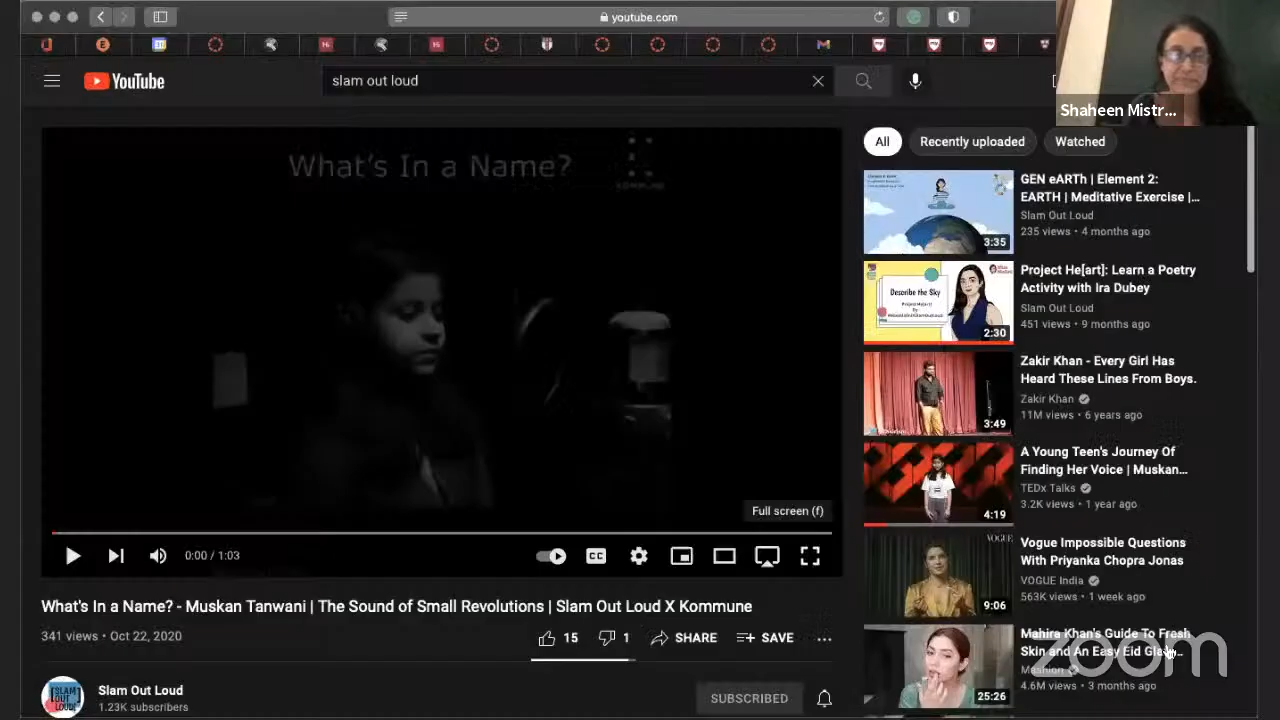 youtube.com
YouTube
slam out loud
Shaheen Mistr...
What's In a Name?
Full screen (f)
0:00 / 1:03
CC
What's In a Name? - Muskan Tanwani | The Sound of Small Revolutions | Slam Out Loud X Kommune
341 views • Oct 22, 2020
15
1
SHARE
SAVE
SLAM
OUT
LOUD!
Slam Out Loud
1.23K subscribers
SUBSCRIBED
All
Recently uploaded
Watched
GEN eARTh | Element 2:
EARTH | Meditative Exercise |...
Slam Out Loud
235 views • 4 months ago
3:35
Project He[art]: Learn a Poetry
Activity with Ira Dubey
Slam Out Loud
451 views • 9 months ago
Describe the Sky
2:30
Zakir Khan - Every Girl Has
Heard These Lines From Boys.
Zakir Khan
11M views • 6 years ago
3:49
A Young Teen's Journey Of
Finding Her Voice | Muskan...
TEDx Talks
3.2K views • 1 year ago
4:19
Vogue Impossible Questions
With Priyanka Chopra Jonas
VOGUE India
563K views • 1 week ago
VOGUE
9:06
Mahira Khan's Guide To Fresh
Skin and An Easy Eid Glam...
Mashion
4.6M views • 3 months ago
25:26
zoom